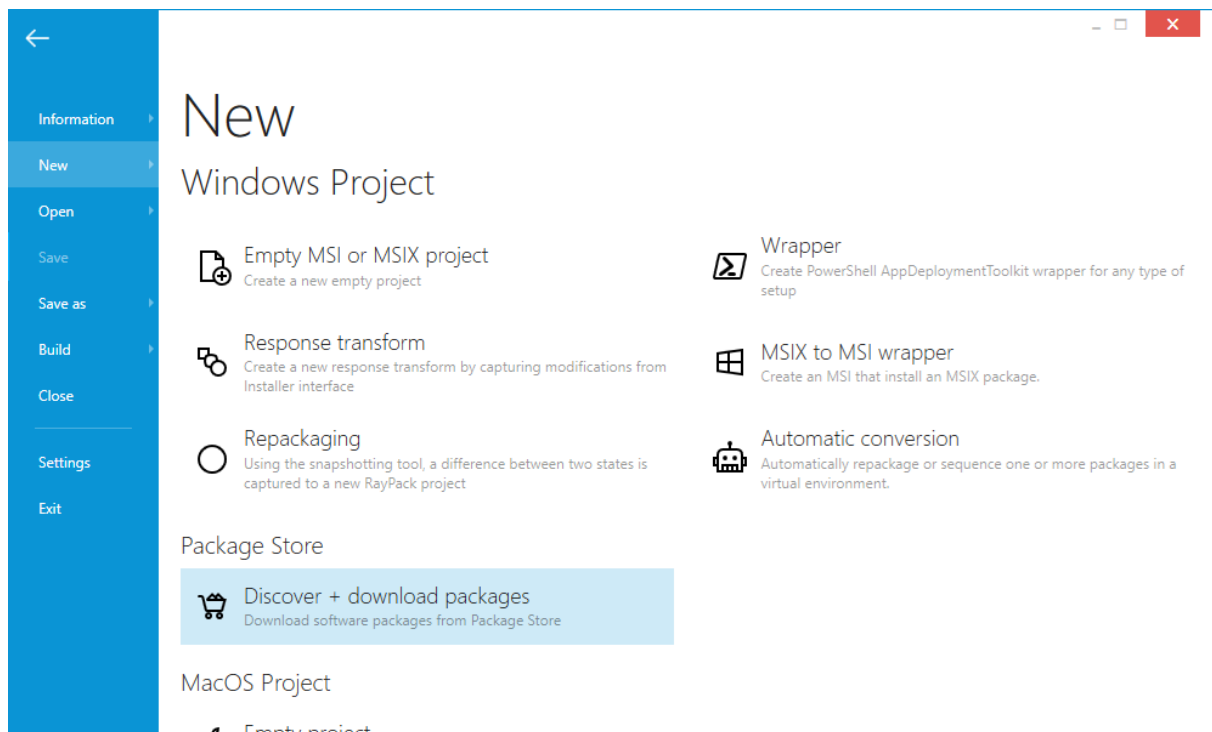 Information
New
Open
Save
Save as
Build
Close
Settings
Exit
New
Windows Project
Empty MSI or MSIX project
Create a new empty project
Response transform
Create a new response transform by capturing modifications from
Installer interface
Repackaging
Using the snapshotting tool, a difference between two states is
captured to a new RayPack project
Wrapper
Create PowerShell AppDeploymentToolkit wrapper for any type of
setup
MSIX to MSI wrapper
Create an MSI that install an MSIX package.
Automatic conversion
Automatically repackage or sequence one or more packages in a
virtual environment.
Package Store
Discover + download packages
Download software packages from Package Store
MacOS Project
Empty project